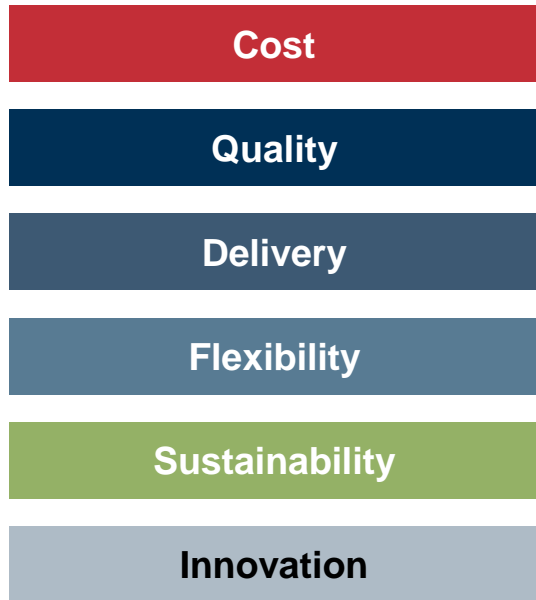 Cost
Quality
Delivery
Flexibility
Sustainability
Innovation